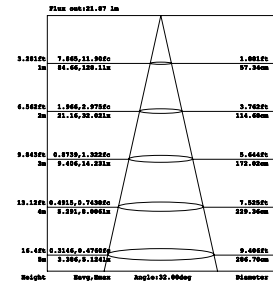 Flux out:21.87 lm
3.281ft 7.865,11.90fc 1.881ft
1m 84.66,128.11x 57.34cm
6.562ft 1.966,2.975fc 3.762ft
2m 21.16,32.02lx 114.68cm
9.843ft 0.8739,1.322fc 5.644ft
3m 9.406,14.23lx 172.02cm
13.12ft 0.4915,0.7438fc 7.525ft
4m 5.291,8.006lx 229.36cm
16.4ft 0.3146,0.4760fc 9.406ft
5m 3.386,5.124lx 286.70cm
Height Eavg,Emax Angle:32.00deg Diameter